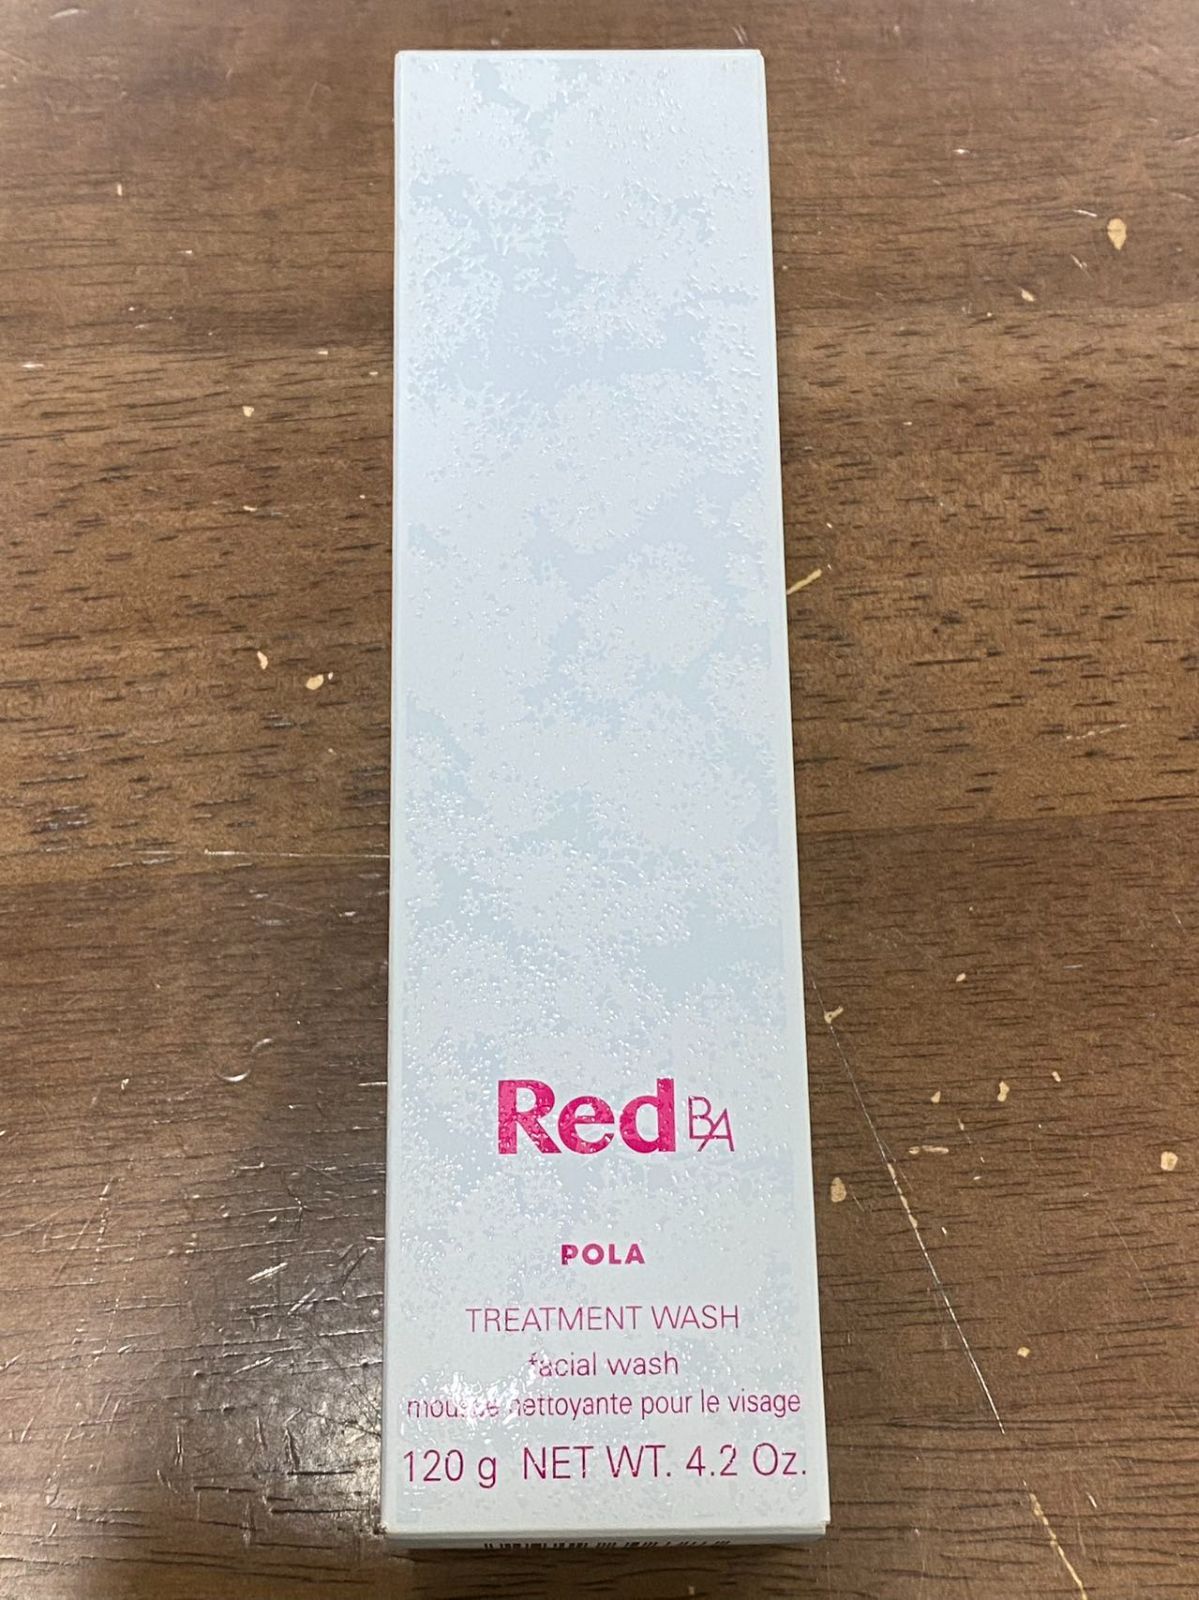 Red BA
POLA
TREATMENT WASH
facial wash
mousse nettoyante pour le visage
120 g NET WT. 4.2 Oz.